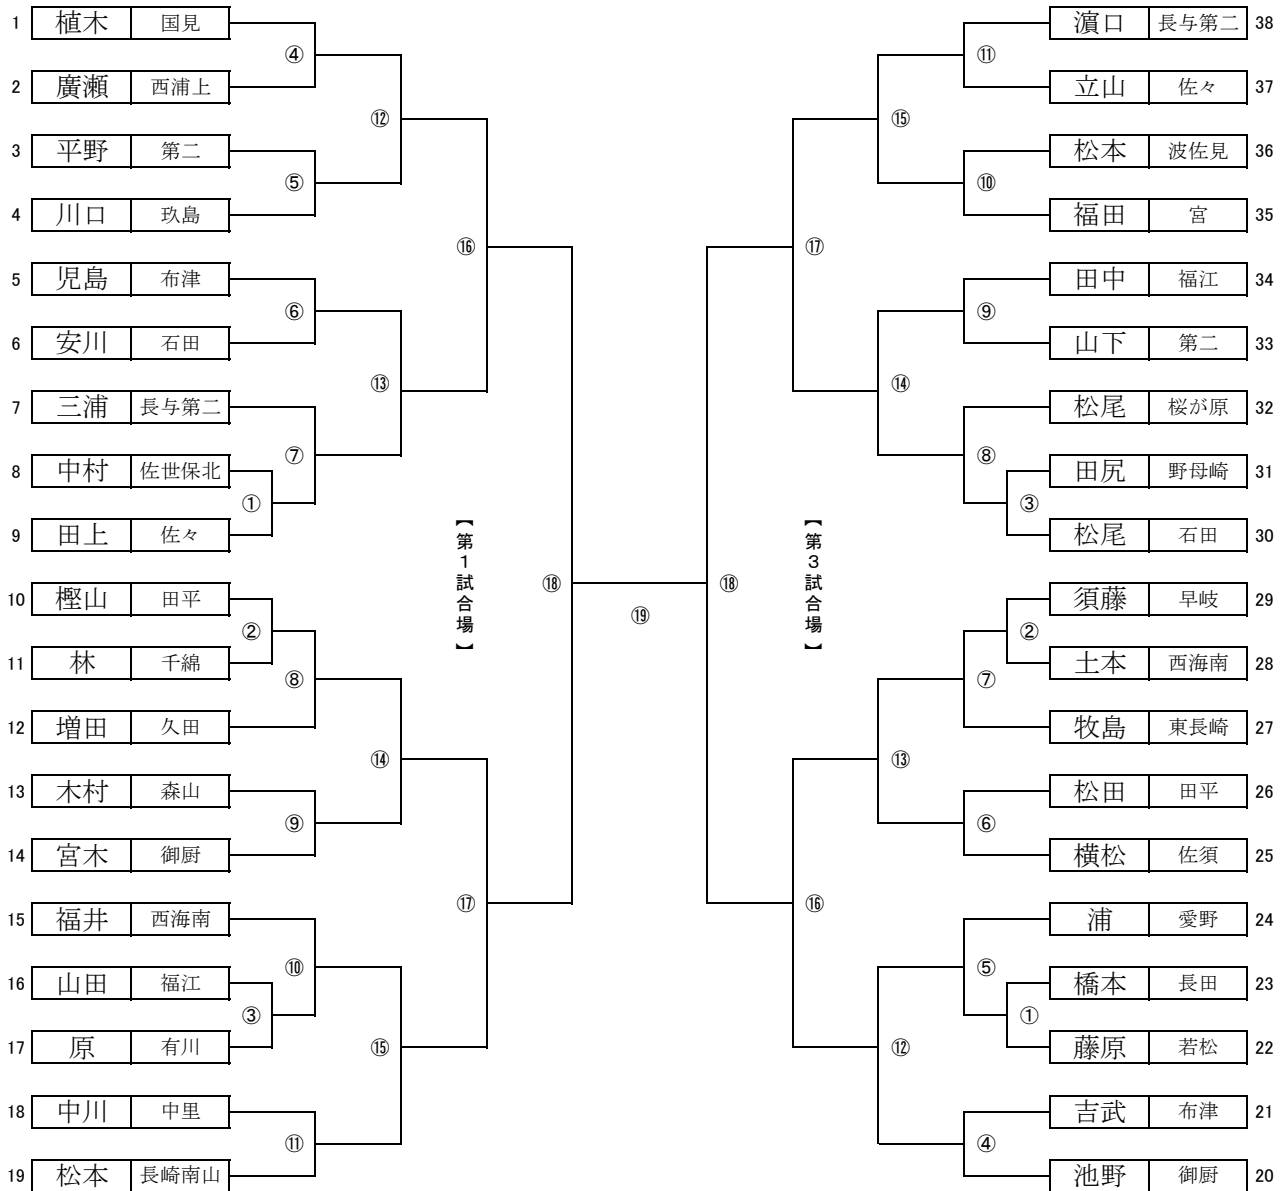 1 植木 国見
④
2 廣瀬 西浦上
⑫
3 平野 第二
⑤
4 川口 玖島
⑯
5 児島 布津
⑥
6 安川 石田
⑬
7 三浦 長与第二
⑦
8 中村 佐世保北
①
9 田上 佐々
【第1試合場】
⑱
10 樫山 田平
②
11 林 千綿
⑧
12 増田 久田
⑭
13 木村 森山
⑨
14 宮木 御厨
⑰
15 福井 西海南
⑩
16 山田 福江
③
17 原 有川
⑮
18 中川 中里
⑪
19 松本 長崎南山
⑲
濵口 長与第二 38
⑪
立山 佐々 37
⑮
松本 波佐見 36
⑩
福田 宮 35
⑰
田中 福江 34
⑨
山下 第二 33
⑭
松尾 桜が原 32
⑧
田尻 野母崎 31
③
松尾 石田 30
【第3試合場】
⑱
須藤 早岐 29
②
土本 西海南 28
⑦
牧島 東長崎 27
⑬
松田 田平 26
⑥
横松 佐須 25
⑯
浦 愛野 24
⑤
橋本 長田 23
①
藤原 若松 22
⑫
吉武 布津 21
④
池野 御厨 20